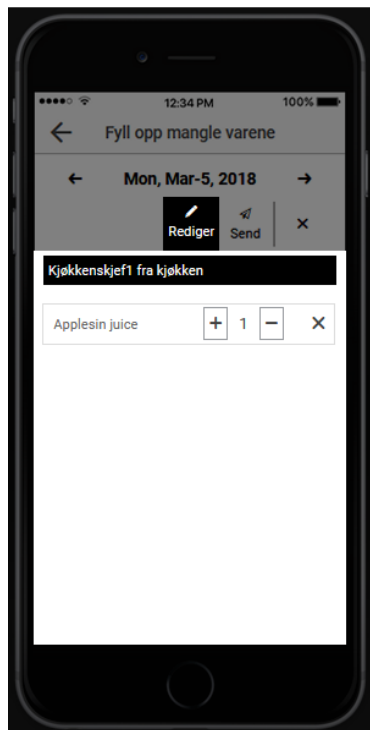 12:34 PM 100%
Fyll opp mangle varene
Mon, Mar-5, 2018
Rediger Send
Kjøkkenskjef1 fra kjøkken
Applesin juice + 1 −